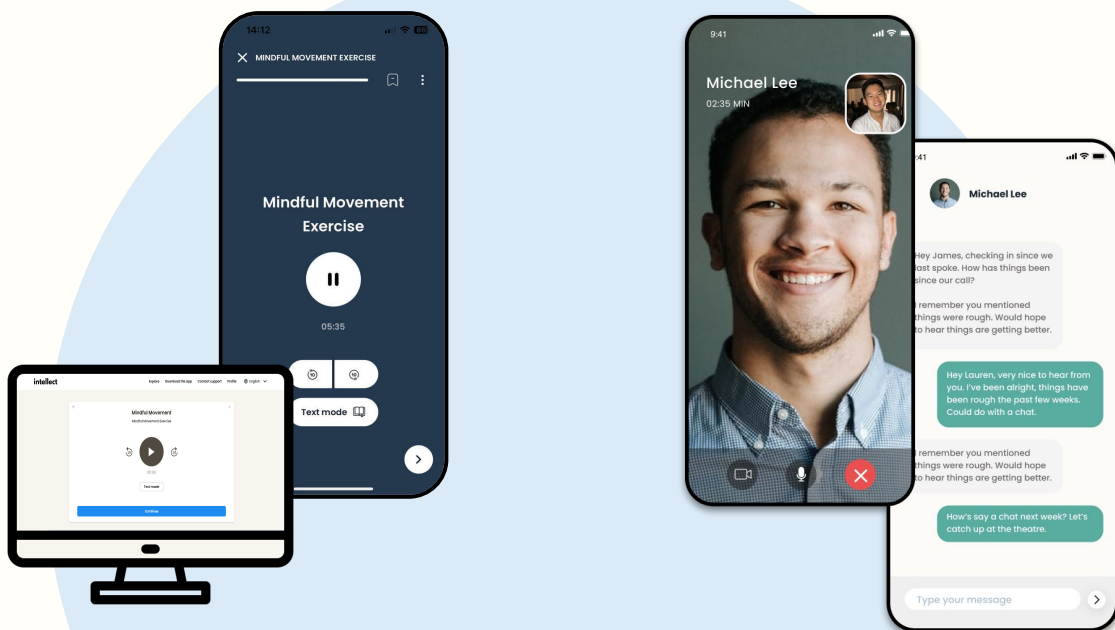 14:12
86
MINDFUL MOVEMENT EXERCISE
Mindful Movement
Exercise
05:35
10
10
Text mode
intellect
Explore
Download the app
Contact support
Profile
English
Mindful Movement
Mindful Movement Exercise
00:00
Text mode
Continue
9:41
Michael Lee
02:35 MIN
:41
Michael Lee
Hey James, checking in since we
last spoke. How has things been
since our call?
remember you mentioned
things were rough. Would hope
to hear things are getting better.
Hey Lauren, very nice to hear from
you. I've been alright, things have
been rough the past few weeks.
Could do with a chat.
remember you mentioned
things were rough. Would hope
to hear things are getting better.
How's say a chat next week? Let's
catch up at the theatre.
Type your message